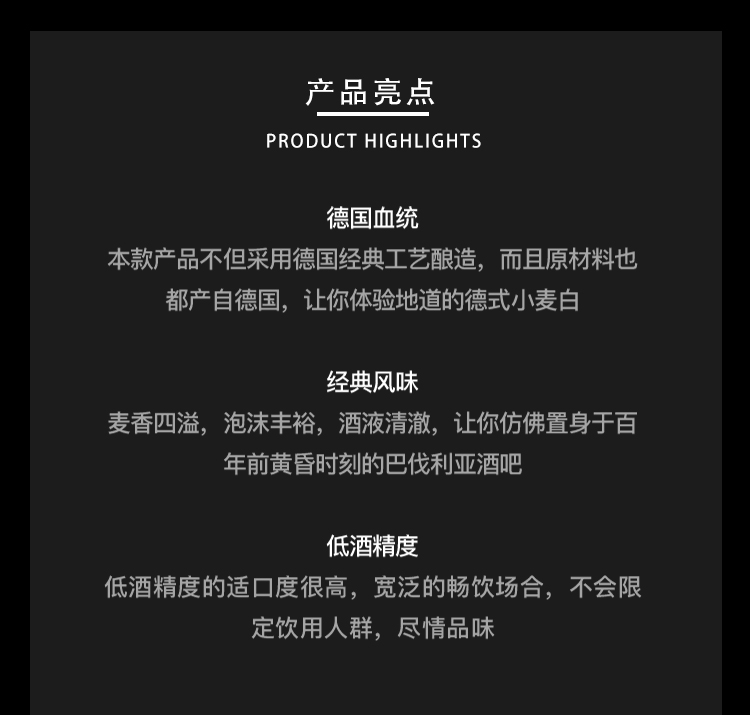 产品亮点
PRODUCT HIGHLIGHTS
德国血统
本款产品不但采用德国经典工艺酿造，而且原材料也
都产自德国，让你体验地道的德式小麦白
经典风味
麦香四溢，泡沫丰裕，酒液清澈，让你仿佛置身于百
年前黄昏时刻的巴伐利亚酒吧
低酒精度
低酒精度的适口度很高，宽泛的畅饮场合，不会限
定饮用人群，尽情品味